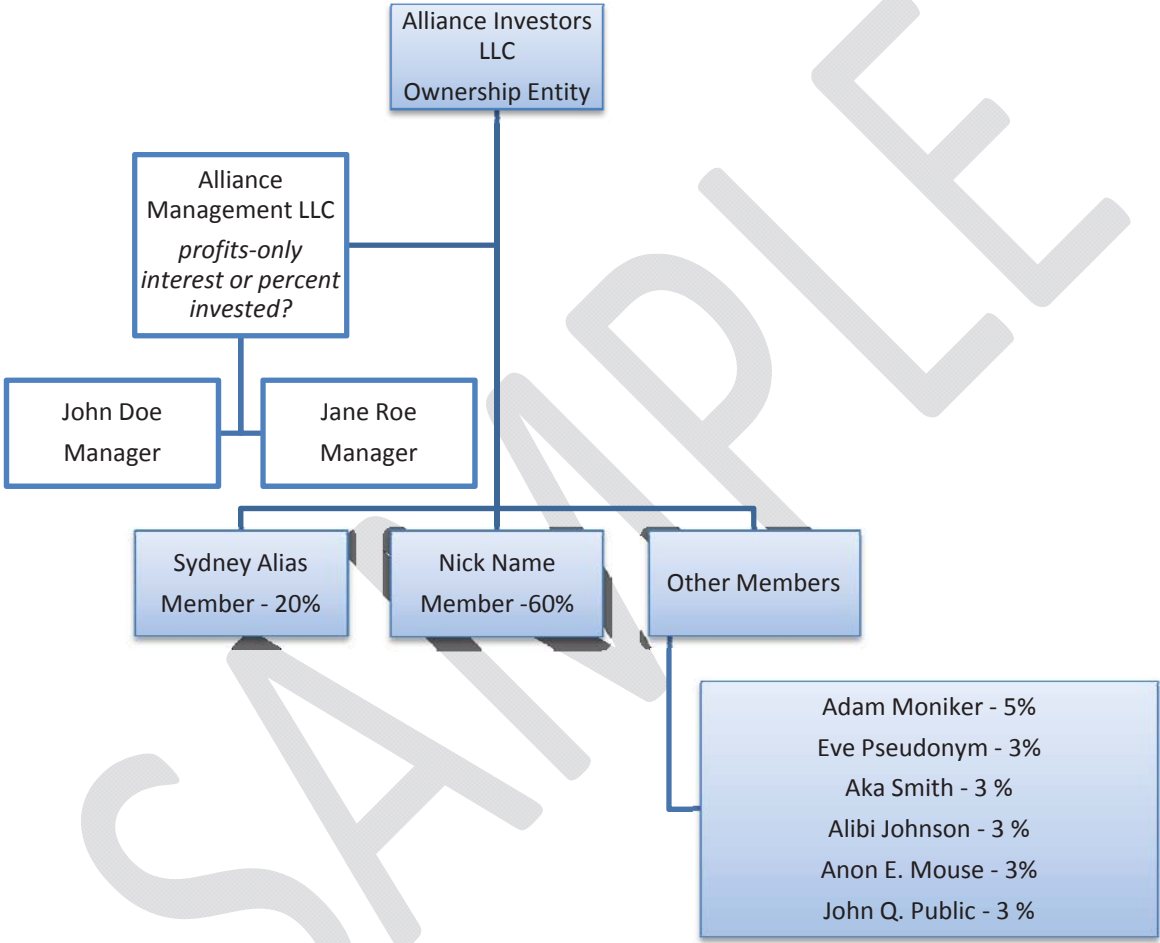 Alliance Investors
LLC
Ownership Entity
Alliance
Management LLC
profits-only
interest or percent
invested?
John Doe
Manager
Jane Roe
Manager
Sydney Alias
Member - 20%
Nick Name
Member -60%
Other Members
Adam Moniker - 5%
Eve Pseudonym - 3%
Aka Smith - 3 %
Alibi Johnson - 3 %
Anon E. Mouse - 3%
John Q. Public - 3 %
SAMPLE